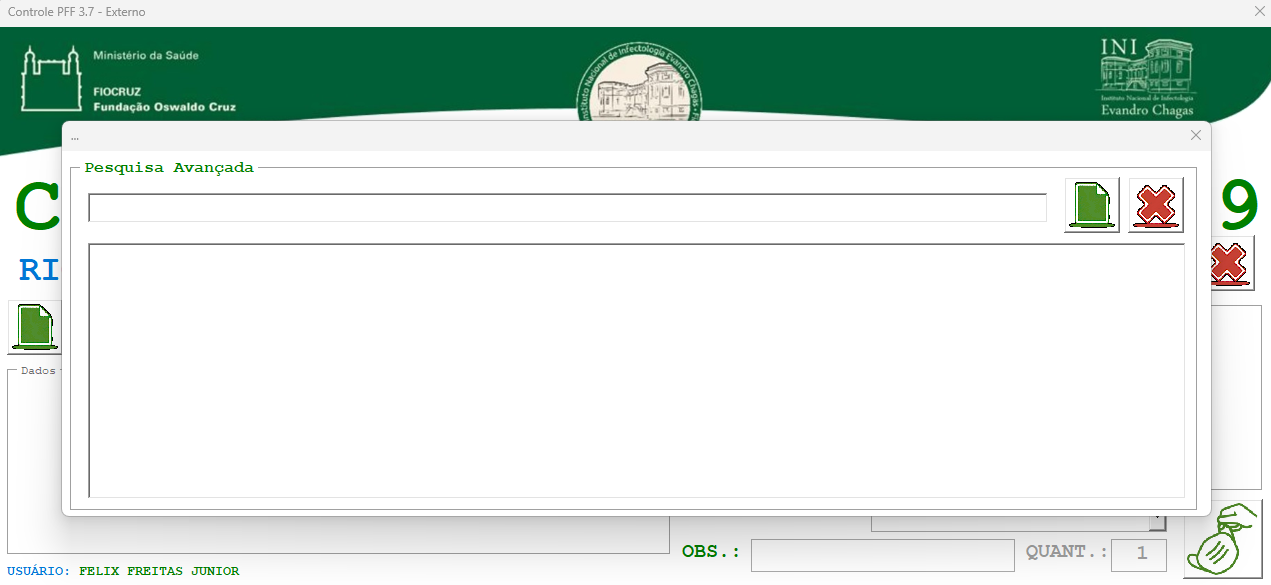 Controle PFF 3.7 - Externo
Ministério da Saúde
FIOCRUZ
Fundação Oswaldo Cruz
Instituto Nacional de Infectologia Evandro Chagas
INI
Instituto Nacional de Infectologia
Evandro Chagas
...
Pesquisa Avançada
C
9
RI
Dados
OBS.:
QUANT.:
1
USUÁRIO: FELIX FREITAS JUNIOR